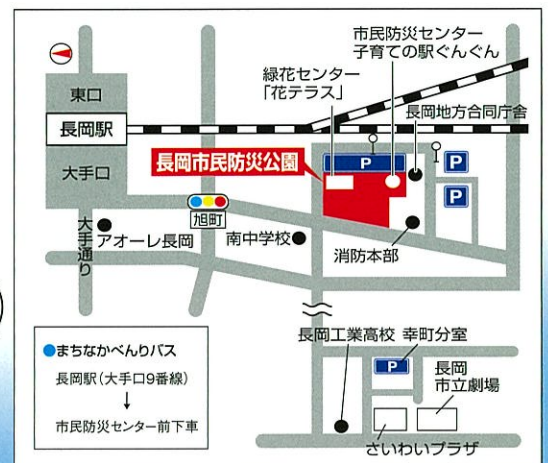 市民防災センター
子育ての駅ぐんぐん
緑花センター
「花テラス」
長岡地方合同庁舎
東口
長岡駅
大手口
長岡市民防災公園
P
P
P
旭町
大手通り
アオーレ長岡
南中学校
消防本部
●まちなかべんりバス
長岡駅(大手口9番線)
↓
市民防災センター前下車
長岡工業高校
幸町分室
P
長岡
市立劇場
さいわいプラザ